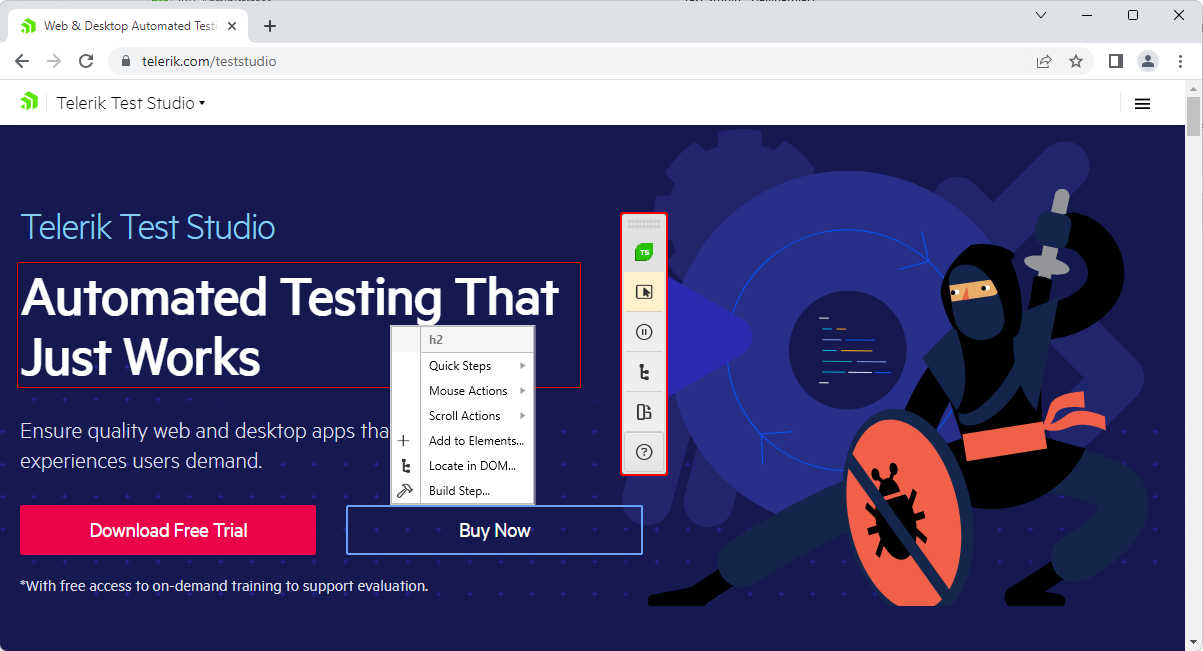 Web & Desktop Automated Testi
telerik.com/teststudio
Telerik Test Studio
Telerik Test Studio
Automated Testing That
Just Works
h2
Quick Steps
Mouse Actions
Scroll Actions
Add to Elements...
Locate in DOM...
Build Step...
TS
Ensure quality web and desktop apps tha
experiences users demand.
Download Free Trial
Buy Now
*With free access to on-demand training to support evaluation.